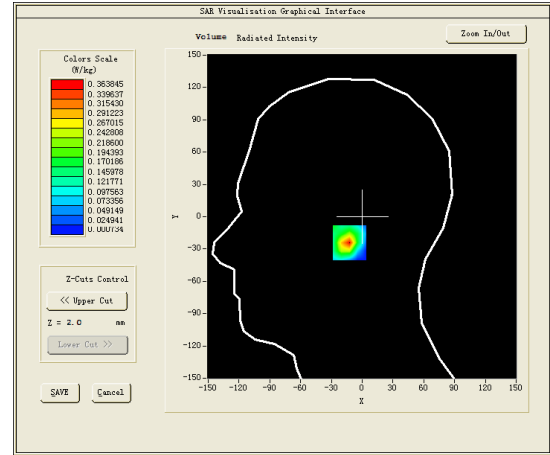 SAR Visualisation Graphical Interface
Volume Radiated Intensity
Zoom In/Out
Colors Scale
(W/kg)
0.363845
0.339637
0.315430
0.291223
0.267015
0.242808
0.218600
0.194393
0.170186
0.145978
0.121771
0.097563
0.073356
0.049149
0.024941
0.000734
Z-Cuts Control
<< Upper Cut
Z = 2.0 mm
Lower Cut >>
SAVE
Cancel
150
120
90
60
30
0
-30
-60
-90
-120
-150
Y
-150 -120 -90 -60 -30 0 30 60 90 120 150
X